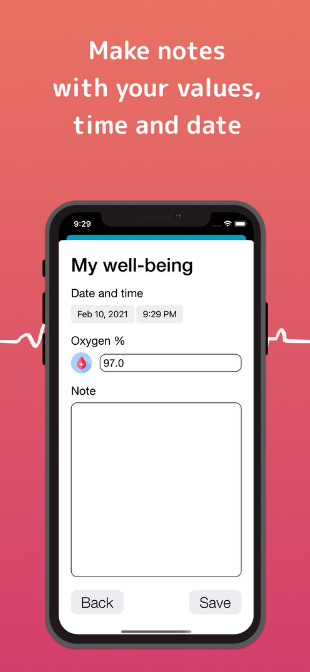 Make notes
with your values,
time and date
9:29
My well-being
Date and time
Feb 10, 2021 9:29 PM
Oxygen %
97.0
Note
Back Save